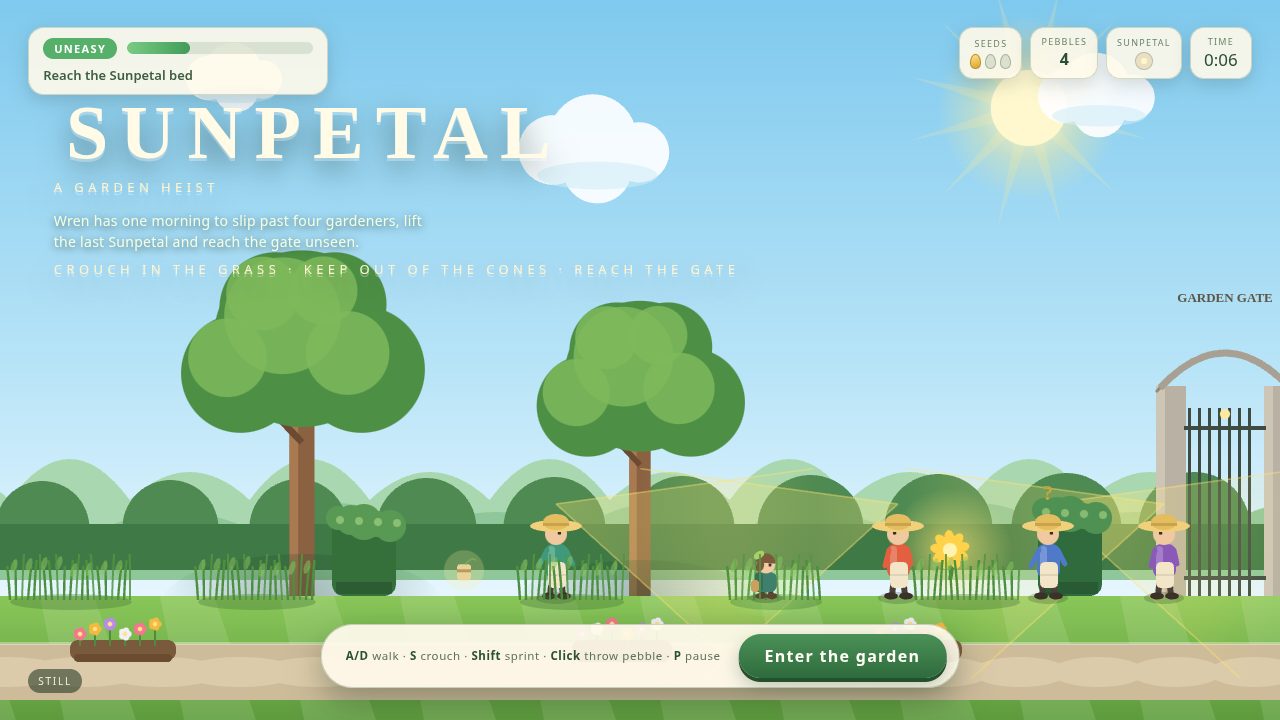 UNEASY
Reach the Sunpetal bed
SEEDS
PEBBLES
4
SUNPETAL
TIME
0:06
SUNPETAL
A GARDEN HEIST
Wren has one morning to slip past four gardeners, lift
the last Sunpetal and reach the gate unseen.
CROUCH IN THE GRASS · KEEP OUT OF THE CONES · REACH THE GATE
GARDEN GATE
?
A/D walk · S crouch · Shift sprint · Click throw pebble · P pause
Enter the garden
STILL